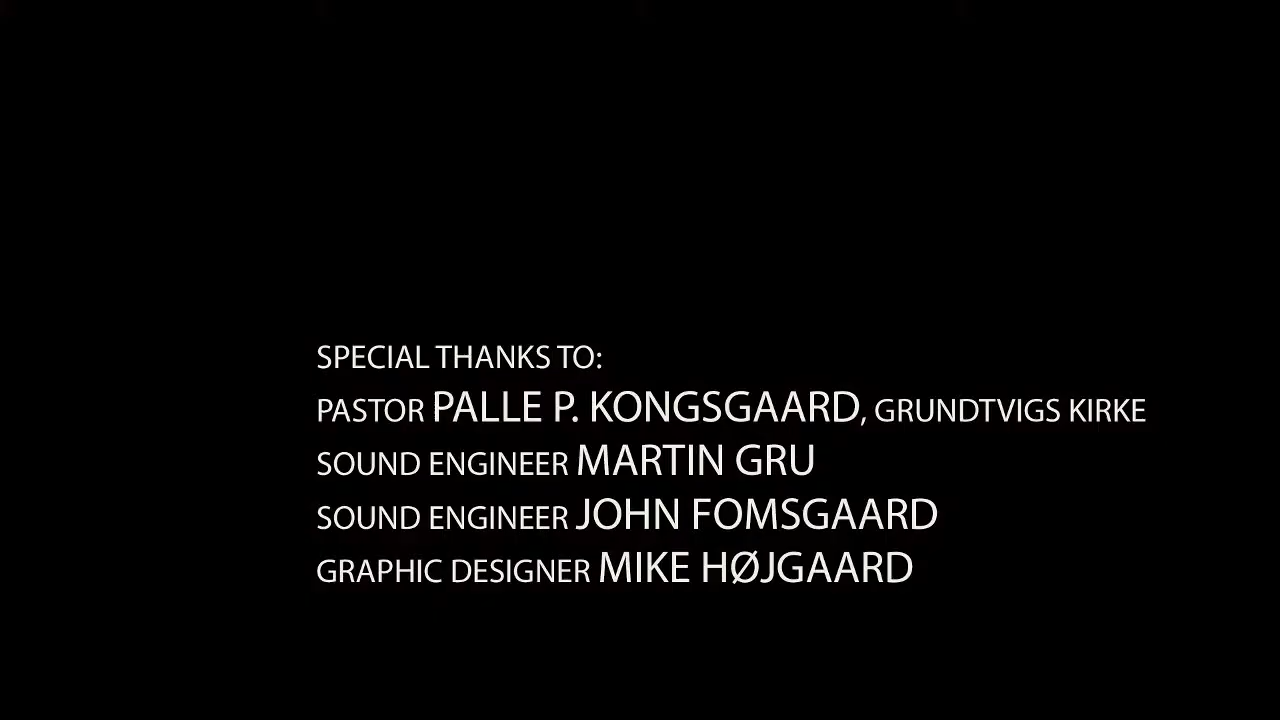 SPECIAL THANKS TO:
PASTOR PALLE P. KONGSGAARD, GRUNDTVIGS KIRKE
SOUND ENGINEER MARTIN GRU
SOUND ENGINEER JOHN FOMSGAARD
GRAPHIC DESIGNER MIKE HØJGAARD